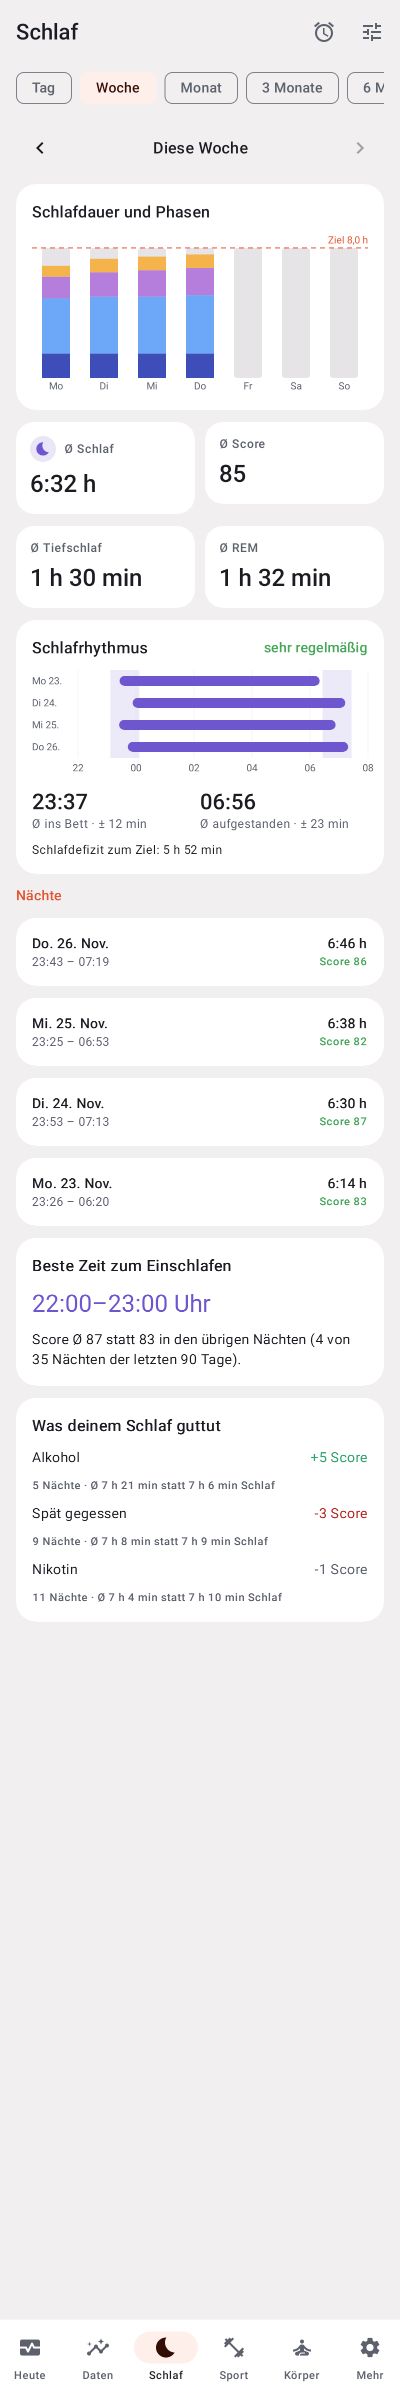 Schlaf
Tag
Woche
Monat
3 Monate
6 M
Diese Woche
Schlafdauer und Phasen
Ziel 8,0 h
Mo Di Mi Do Fr Sa So
Ø Schlaf
6:32 h
Ø Score
85
Ø Tiefschlaf
1 h 30 min
Ø REM
1 h 32 min
Schlafrhythmus
sehr regelmäßig
Mo 23.
Di 24.
Mi 25.
Do 26.
22 00 02 04 06 08
23:37
Ø ins Bett · ± 12 min
06:56
Ø aufgestanden · ± 23 min
Schlafdefizit zum Ziel: 5 h 52 min
Nächte
Do. 26. Nov.
6:46 h
23:43 – 07:19
Score 86
Mi. 25. Nov.
6:38 h
23:25 – 06:53
Score 82
Di. 24. Nov.
6:30 h
23:53 – 07:13
Score 87
Mo. 23. Nov.
6:14 h
23:26 – 06:20
Score 83
Beste Zeit zum Einschlafen
22:00–23:00 Uhr
Score Ø 87 statt 83 in den übrigen Nächten (4 von
35 Nächten der letzten 90 Tage).
Was deinem Schlaf guttut
Alkohol
+5 Score
5 Nächte · Ø 7 h 21 min statt 7 h 6 min Schlaf
Spät gegessen
-3 Score
9 Nächte · Ø 7 h 8 min statt 7 h 9 min Schlaf
Nikotin
-1 Score
11 Nächte · Ø 7 h 4 min statt 7 h 10 min Schlaf
Heute
Daten
Schlaf
Sport
Körper
Mehr